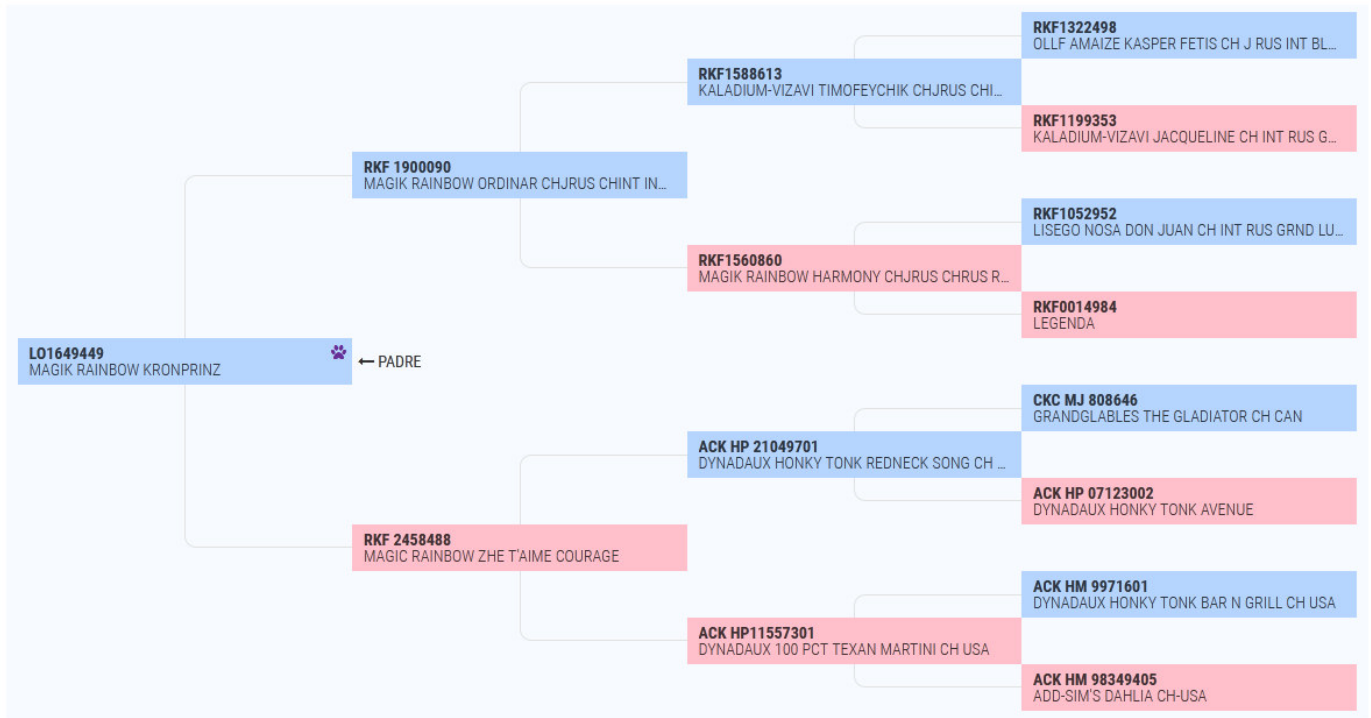 RKF1322498
OLLF AMAIZE KASPER FETIS CH J RUS INT BL...
RKF1588613
KALADIUM-VIZAVI TIMOFEYCHIK CHJRUS CHI...
RKF1199353
KALADIUM-VIZAVI JACQUELINE CH INT RUS G...
RKF 1900090
MAGIK RAINBOW ORDINAR CHJRUS CHINT IN...
RKF1052952
LISEGO NOSA DON JUAN CH INT RUS GRND LU...
RKF1560860
MAGIK RAINBOW HARMONY CHJRUS CHRUS R...
RKF0014984
LEGENDA
LO1649449
MAGIK RAINBOW KRONPRINZ
← PADRE
CKC MJ 808646
GRANDGLABLES THE GLADIATOR CH CAN
ACK HP 21049701
DYNADAUX HONKY TONK REDNECK SONG CH ...
ACK HP 07123002
DYNADAUX HONKY TONK AVENUE
RKF 2458488
MAGIC RAINBOW ZHE T'AIME COURAGE
ACK HM 9971601
DYNADAUX HONKY TONK BAR N GRILL CH USA
ACK HP11557301
DYNADAUX 100 PCT TEXAN MARTINI CH USA
ACK HM 98349405
ADD-SIM'S DAHLIA CH-USA